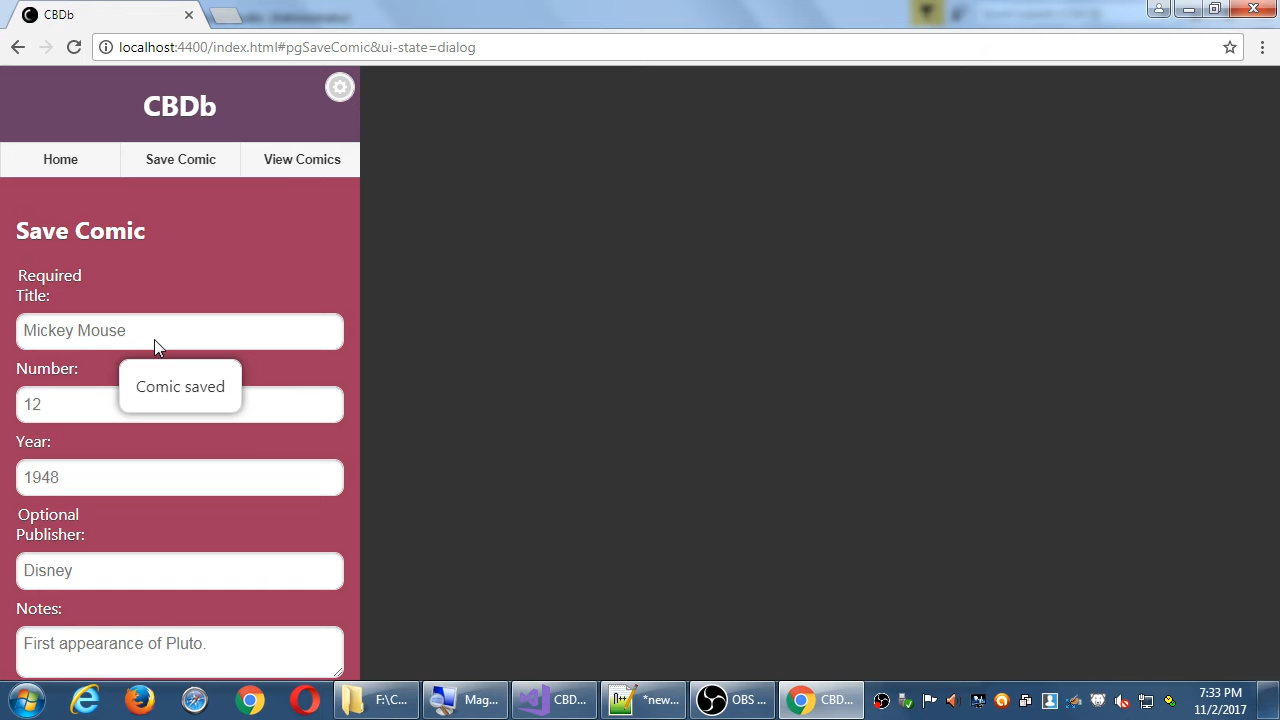 CBDb
localhost:4400/index.html#pgSaveComic&ui-state=dialog
CBDb
Home
Save Comic
View Comics
Save Comic
Required
Title:
Mickey Mouse
Number:
Comic saved
12
Year:
1948
Optional
Publisher:
Disney
Notes:
First appearance of Pluto.
F:\C...
Mag...
CBD...
*new...
OBS ...
CBD...
7:33 PM
11/2/2017